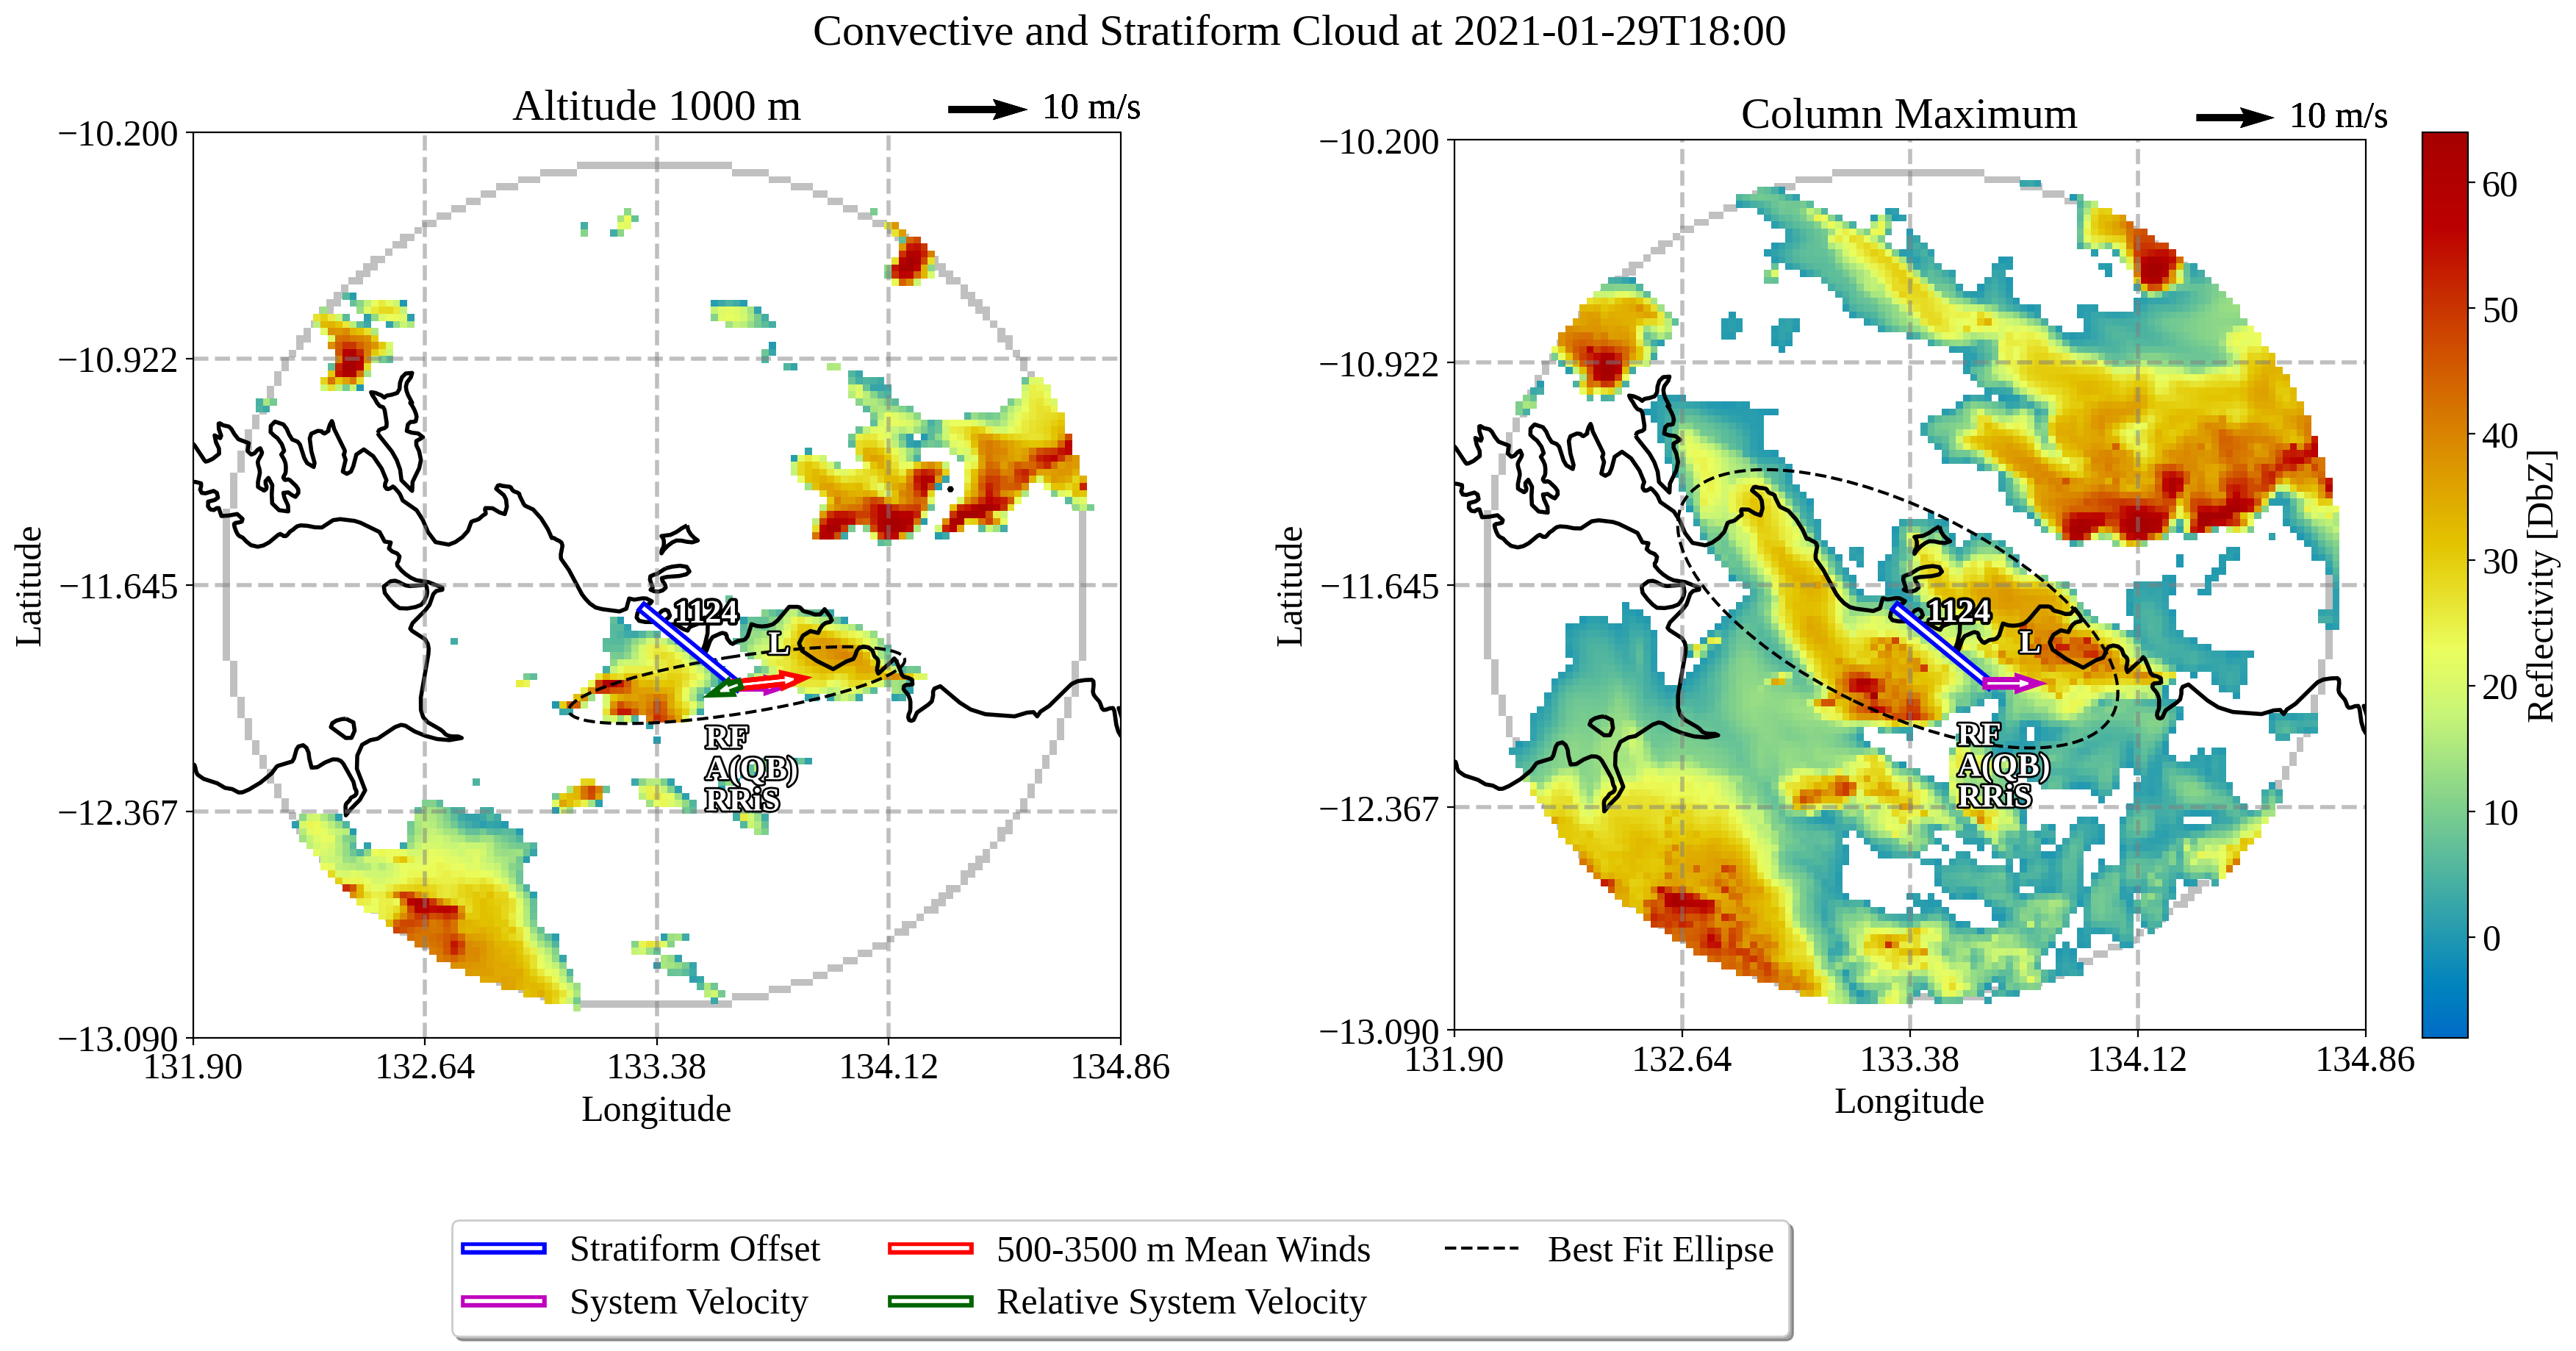 Convective and Stratiform Cloud at 2021-01-29T18:00
Altitude 1000 m
10 m/s
−10.200
−10.922
−11.645
−12.367
−13.090
Latitude
131.90
132.64
133.38
134.12
134.86
Longitude
1124
L
RF
A(QB)
RRiS
Column Maximum
10 m/s
−10.200
−10.922
−11.645
−12.367
−13.090
Latitude
131.90
132.64
133.38
134.12
134.86
Longitude
1124
L
RF
A(QB)
RRiS
60
50
40
30
20
10
0
Reflectivity [DbZ]
Stratiform Offset
System Velocity
500-3500 m Mean Winds
Relative System Velocity
Best Fit Ellipse